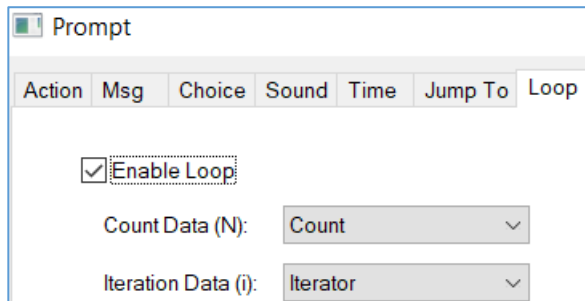 Prompt
Action Msg Choice Sound Time Jump To Loop
Enable Loop
Count Data (N): Count
Iteration Data (i): Iterator